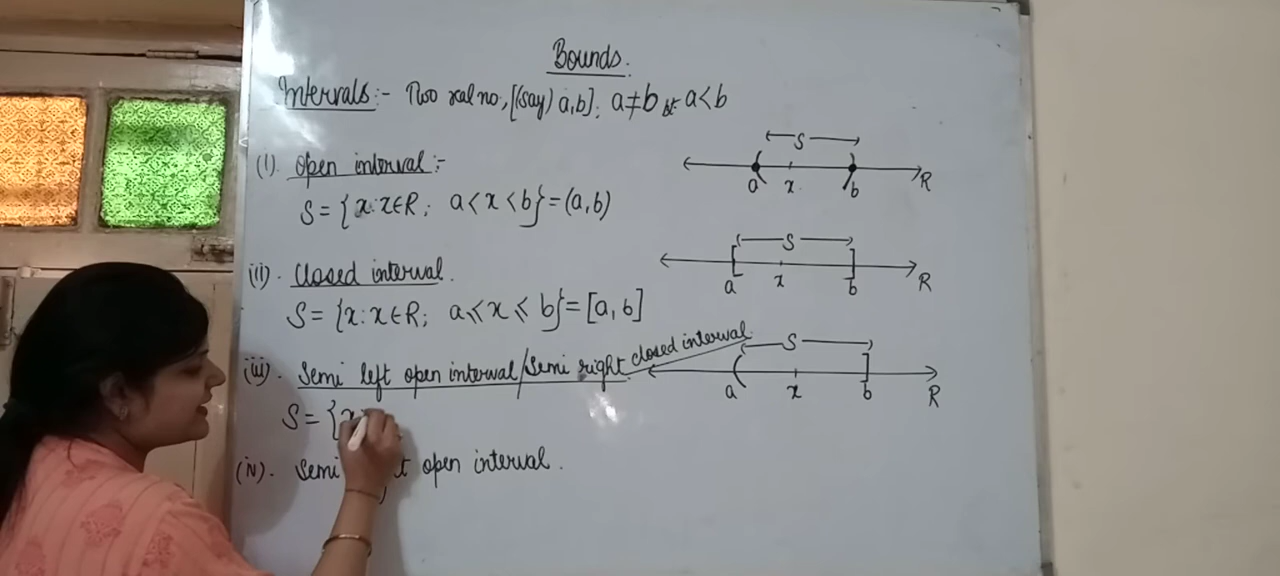 Bounds.
Intervals:- Two real no., [(say) a,b]; a≠b & a<b
(i). Open interval:-
S = {x:x∈R; a<x<b} = (a,b)
S
a x b R
(ii). Closed interval.
S = {x:x∈R; a⩽x⩽b} = [a,b]
S
a x b R
(iii). Semi left open interval/Semi right closed interval.
S = {x
S
a x b R
(iv). Semi open interval.